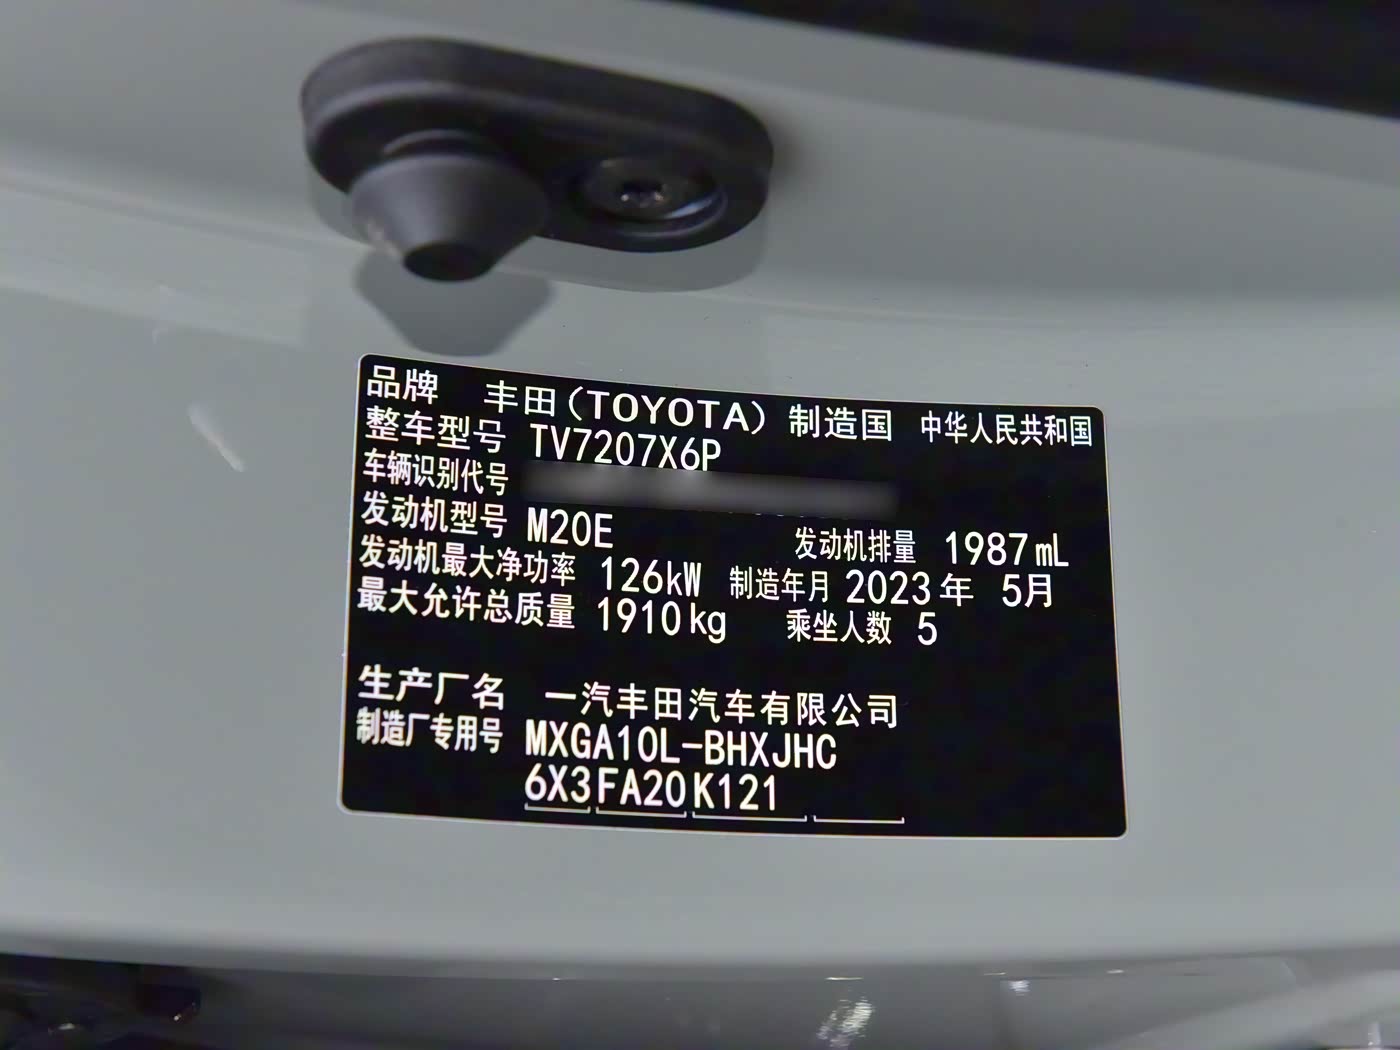 品牌 丰田(TOYOTA) 制造国 中华人民共和国
整车型号 TV7207X6P
车辆识别代号
发动机型号 M20E 发动机排量 1987mL
发动机最大净功率 126kW 制造年月 2023年 5月
最大允许总质量 1910kg 乘坐人数 5
生产厂名 一汽丰田汽车有限公司
制造厂专用号 MXGA10L-BHXJHC
6X3FA20K121